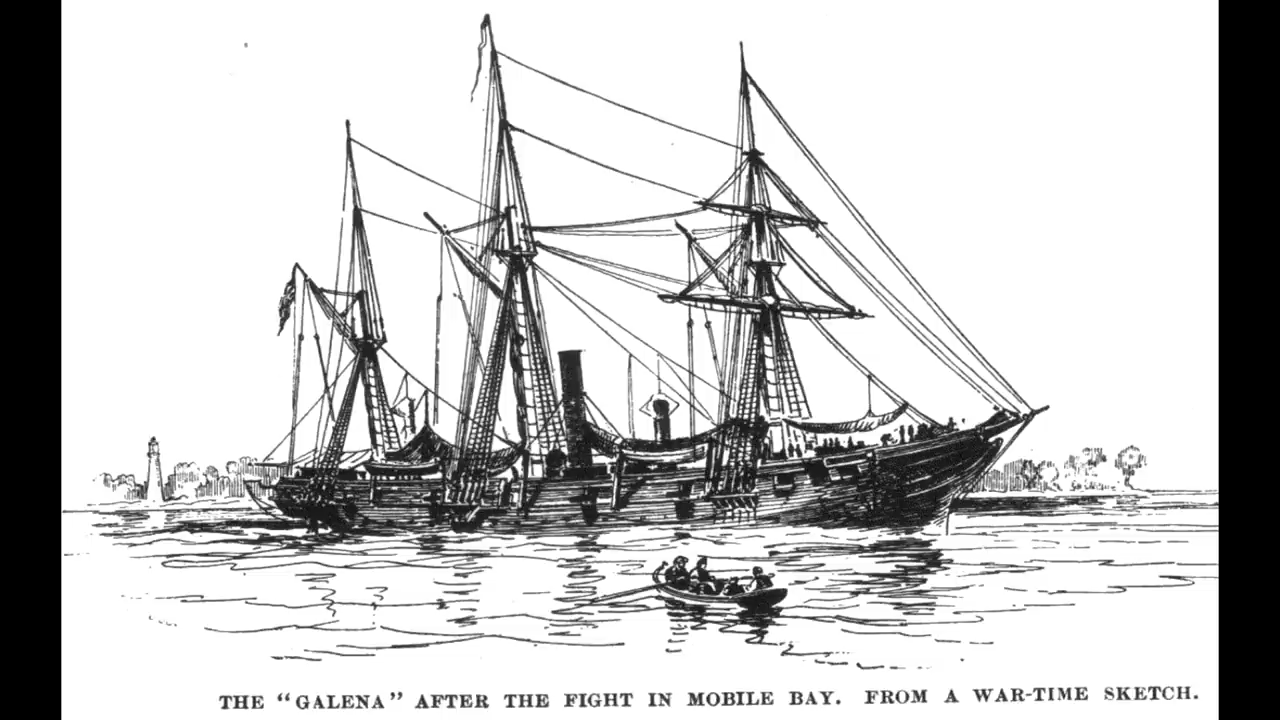 THE "GALENA" AFTER THE FIGHT IN MOBILE BAY. FROM A WAR-TIME SKETCH.